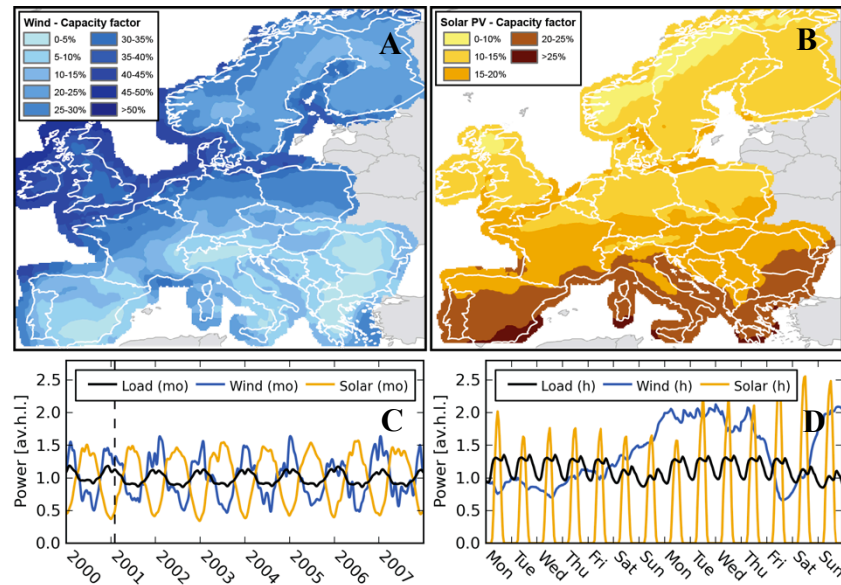 Wind - Capacity factor
0-5%
5-10%
10-15%
20-25%
25-30%
30-35%
35-40%
40-45%
45-50%
>50%
A
Solar PV - Capacity factor
0-10%
10-15%
15-20%
20-25%
>25%
B
Power [av.h.l.]
2.5
2.0
1.5
1.0
0.5
0.0
Load (mo)
Wind (mo)
Solar (mo)
C
2000
2001
2002
2003
2004
2005
2006
2007
Power [av.h.l.]
2.5
2.0
1.5
1.0
0.5
0.0
Load (h)
Wind (h)
Solar (h)
D
Mon
Tue
Wed
Thu
Fri
Sat
Sun
Mon
Tue
Wed
Thu
Fri
Sat
Sun